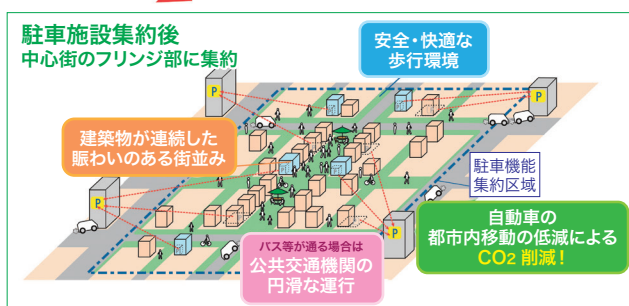 駐車施設集約後
中心街のフリンジ部に集約
安全・快適な
歩行環境
P
P
建築物が連続した
賑わいのある街並み
駐車機能
集約区域
P
P
自動車の
都市内移動の低減による
CO2 削減！
バス等が通る場合は
公共交通機関の
円滑な運行